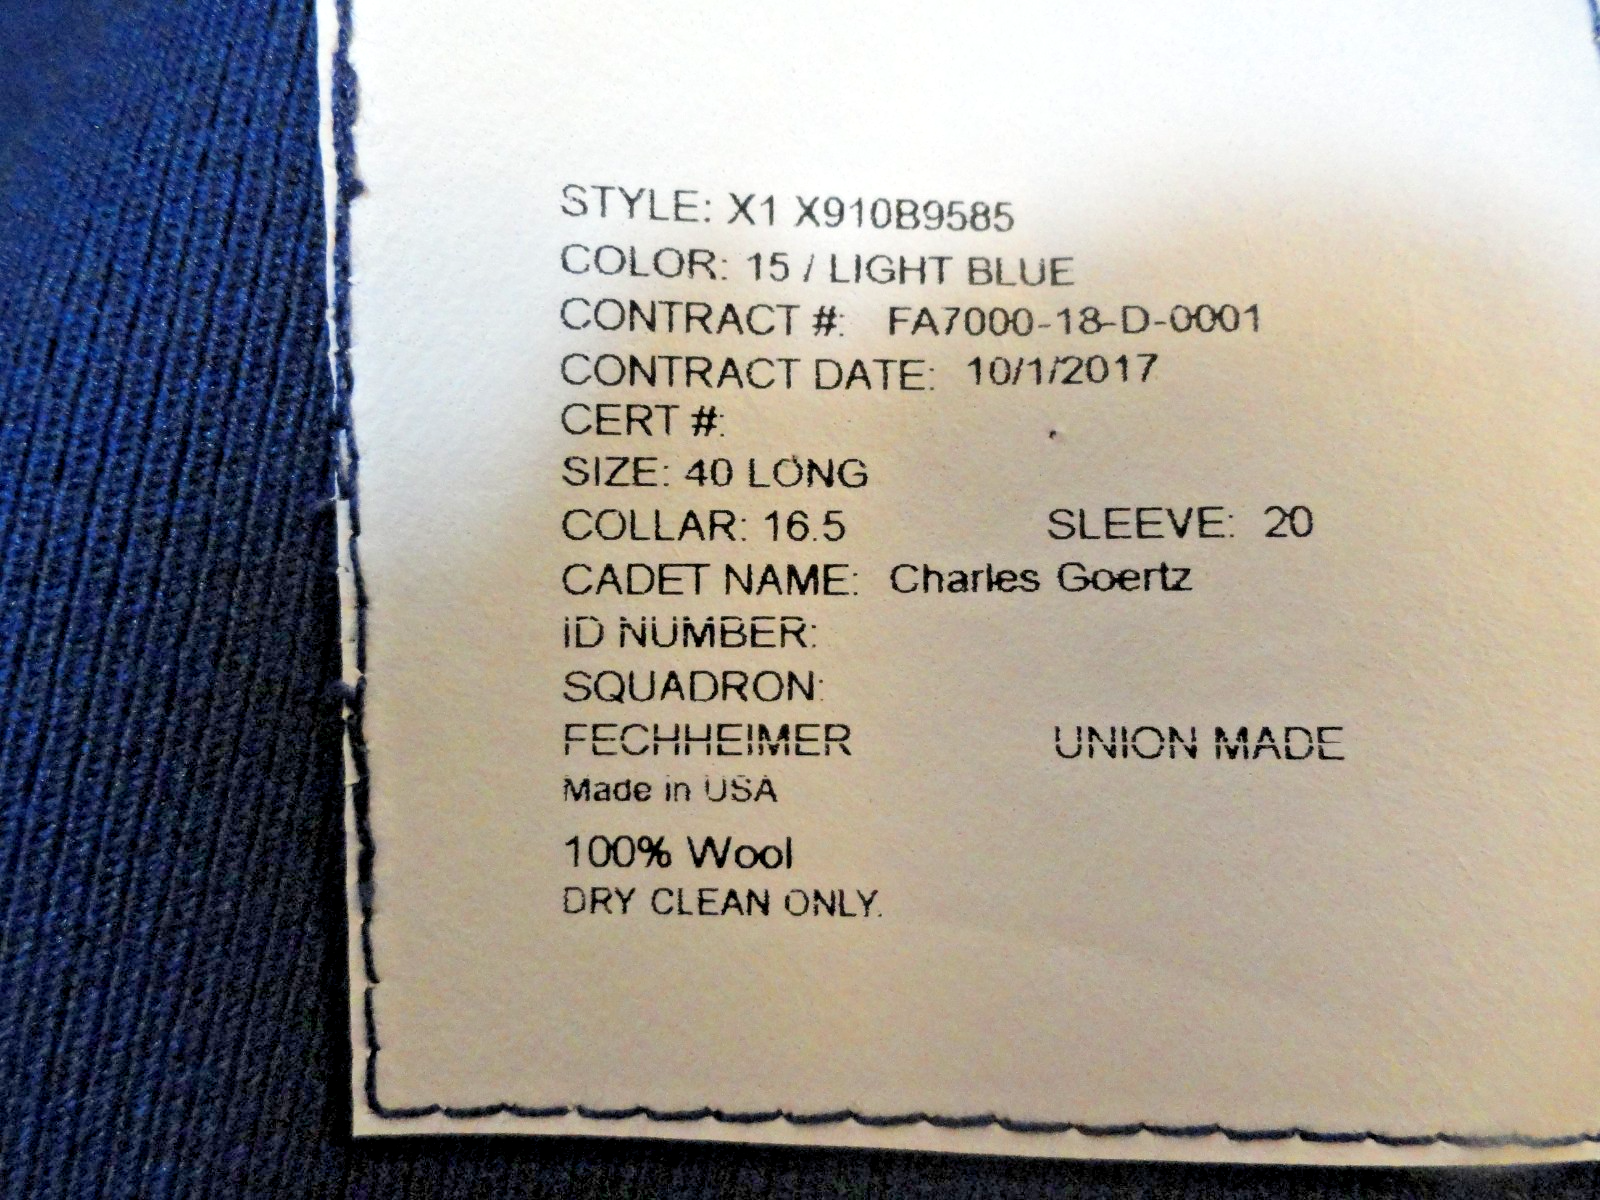 STYLE: X1 X910B9585
COLOR: 15 / LIGHT BLUE
CONTRACT #: FA7000-18-D-0001
CONTRACT DATE: 10/1/2017
CERT #:
SIZE: 40 LONG
COLLAR: 16.5 SLEEVE: 20
CADET NAME: Charles Goertz
ID NUMBER:
SQUADRON:
FECHHEIMER UNION MADE
Made in USA
100% Wool
DRY CLEAN ONLY.